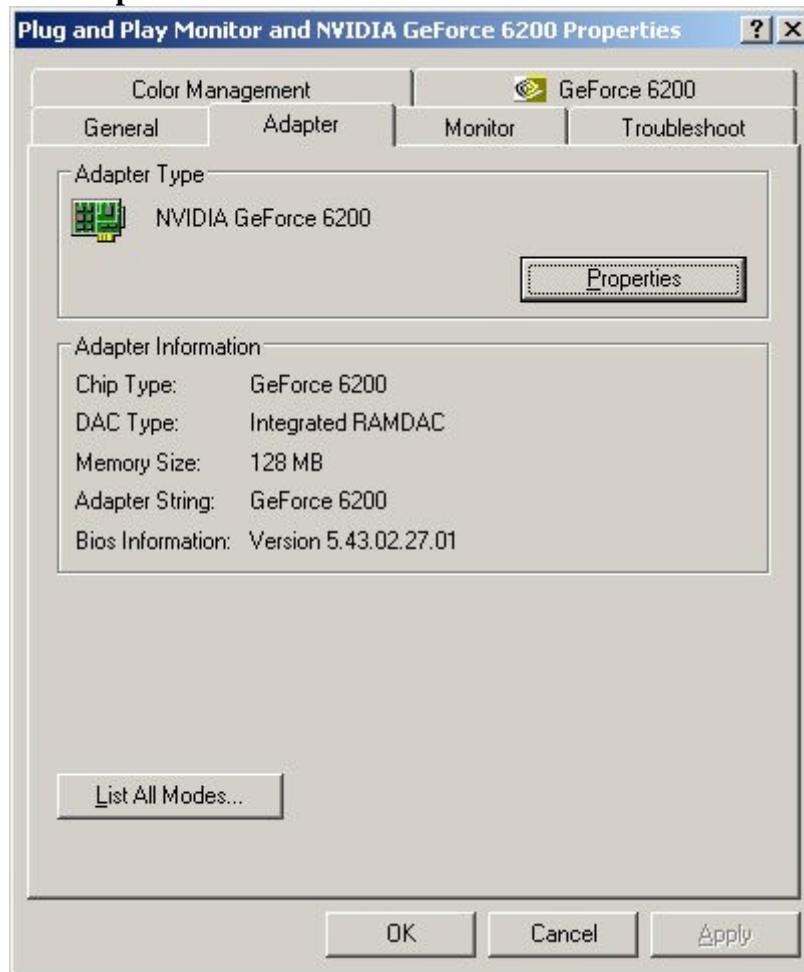 Plug and Play Monitor and NVIDIA GeForce 6200 Properties
Color Management GeForce 6200
General Adapter Monitor Troubleshoot
Adapter Type
NVIDIA GeForce 6200
Properties
Adapter Information
Chip Type: GeForce 6200
DAC Type: Integrated RAMDAC
Memory Size: 128 MB
Adapter String: GeForce 6200
Bios Information: Version 5.43.02.27.01
List All Modes...
OK Cancel Apply